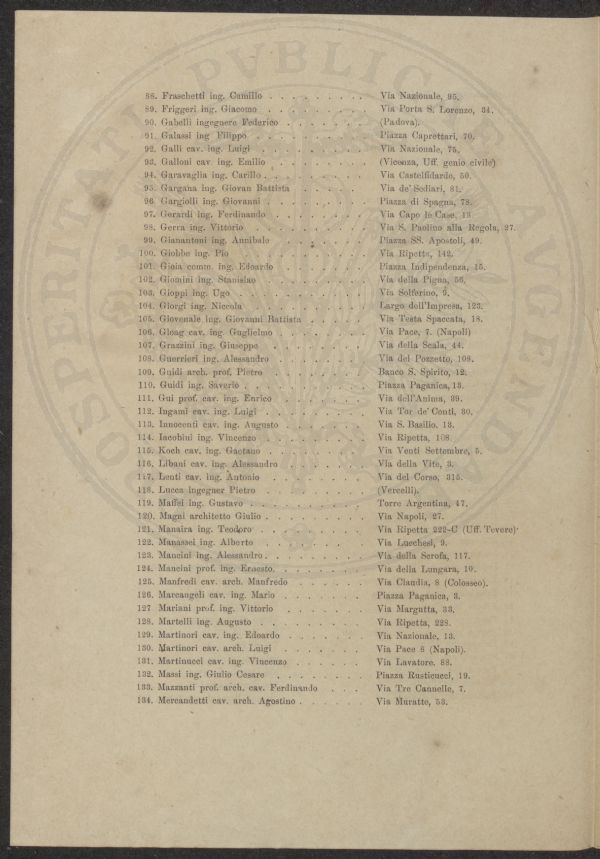 88. Fraschetti ing. Camillo . . . . . . . . . Via Nazionale, 95.
89. Friggeri ing. Giacomo . . . . . . . . Via Porta S. Lorenzo, 34.
90. Gabelli ingegnere Federico . . . . . . . (Padova).
91. Galassi ing Filippo . . . . . . . . . Piazza Caprettari, 70.
92. Galli cav. ing. Luigi . . . . . . . . . Via Nazionale, 75.
93. Galloni cav. ing. Emilio . . . . . . . . (Vicenza, Uff. genio civile)
94. Garavaglia ing. Carillo . . . . . . . . . Via Castelfidardo, 50.
95. Gargana ing. Giovan Battista . . . . . Via de' Sediari, 81.
96 Gargiolli ing. Giovanni . . . . . . . . . Piazza di Spagna, 78.
97. Gerardi ing. Ferdinando . . . . . . . . Via Capo le Case, 13
98. Gerra ing. Vittorio . . . . . . . . . Via S. Paolino alla Regola, 27.
99. Gianantoni ing. Annibale . . . . . . . Piazza SS. Apostoli, 49.
100. Giobbe ing. Pio . . . . . . . . . . Via Ripetta, 142.
101. Gioia comm. ing. Edoardo . . . . . . . Piazza Indipendenza, 15.
102. Giomini ing. Stanislao . . . . . . . . Via della Pigna, 56.
103. Gioppi ing. Ugo . . . . . . . . . . Via Solferino, 9.
104. Giorgi ing. Niccola . . . . . . . . . Largo dell'Impresa, 123.
105. Giovenale ing. Giovanni Battista . . . . . Via Testa Spaccata, 18.
106. Gloag cav. ing. Guglielmo . . . . . . . Via Pace, 7. (Napoli)
107. Grazzini ing. Giuseppe . . . . . . . . Via della Scala, 44.
108. Guerrieri ing. Alessandro . . . . . . . . Via del Pozzetto, 108.
109. Guidi arch. prof. Pietro . . . . . . . . Banco S. Spirito, 12.
110. Guidi ing. Saverio . . . . . . . . . . Piazza Paganica, 13.
111. Gui prof. cav. ing. Enrico . . . . . . . Via dell'Anima, 39.
112. Ingami cav. ing. Luigi . . . . . . . . . Via Tor de' Conti, 30.
113. Innocenti cav. ing. Augusto . . . . . . . Via S. Basilio, 13.
114. Iacobini ing. Vincenzo . . . . . . . . Via Ripetta, 108
115. Koch cav. ing. Gaetano . . . . . . . . Via Venti Settembre, 5.
116. Libani cav. ing. Alessandro . . . . . . . Via della Vite, 3.
117. Lenti cav. ing. Antonio . . . . . . . . Via del Corso, 315.
118. Lucca ingegner Pietro . . . . . . . . (Vercelli).
119. Maffei ing. Gustavo . . . . . . . . . Torre Argentina, 47.
120. Magni architetto Giulio . . . . . . . . . Via Napoli, 27.
121. Manaira ing. Teodoro . . . . . . . . . Via Ripetta 222-C (Uff. Tevere)
122. Manassei ing. Alberto . . . . . . . . Via Lucchesi, 9.
123. Mancini ing. Alessandro . . . . . . . . . Via della Scrofa, 117.
124. Mancini prof. ing. Ernesto. . . . . . . . Via della Lungara, 10.
125. Manfredi cav. arch. Manfredo . . . . . . . Via Claudia, 8 (Colosseo).
126. Marcangeli cav. ing. Mario . . . . . . . Piazza Paganica, 3.
127 Mariani prof. ing. Vittorio . . . . . . . Via Margutta, 33.
128. Martelli ing. Augusto . . . . . . . . . Via Ripetta, 228.
129. Martinori cav. ing. Edoardo . . . . . . . Via Nazionale, 13.
130. Martinori cav. arch. Luigi . . . . . . . Via Pace 8 (Napoli).
131. Martinucci cav. ing. Vincenzo . . . . . . Via Lavatore, 88.
132. Massi ing. Giulio Cesare . . . . . . . . Piazza Rusticucci, 19.
133. Mazzanti prof. arch. cav. Ferdinando . . . Via Tre Cannelle, 7.
134. Mercandetti cav. arch. Agostino . . . . . . Via Muratte, 53.